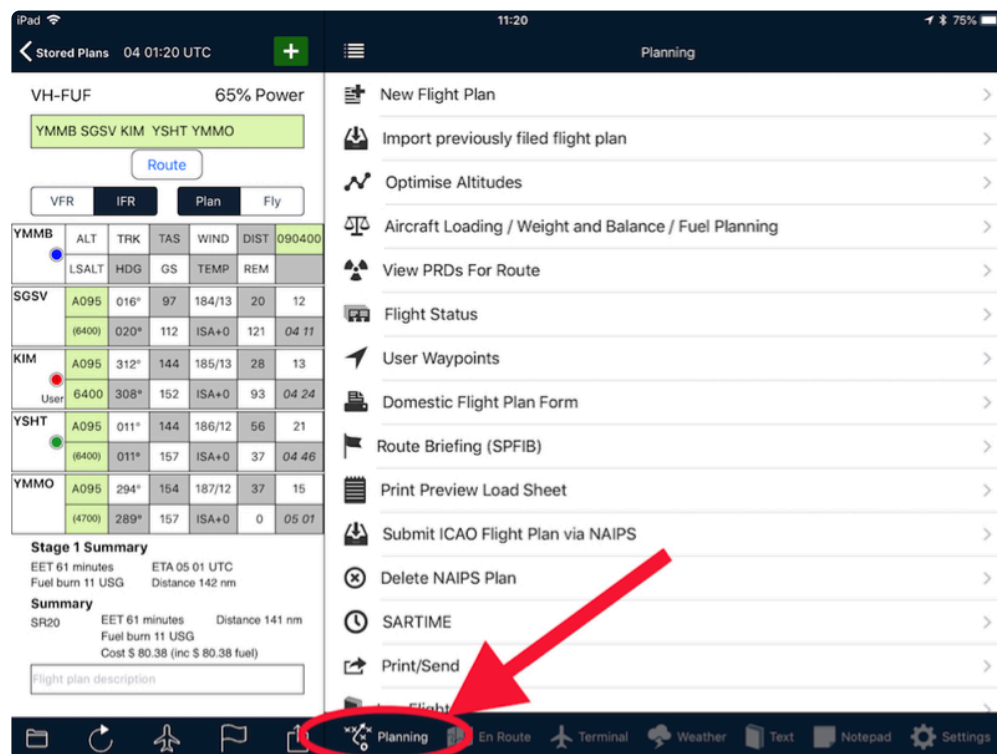 iPad 11:20 75%
Stored Plans 04 01:20 UTC + Planning
VH-FUF 65% Power
YMMB SGSV KIM YSHT YMMO
Route
VFR IFR Plan Fly
YMMB ALT TRK TAS WIND DIST 090400
LSALT HDG GS TEMP REM
SGSV A095 016° 97 184/13 20 12
(6400) 020° 112 ISA+0 121 04 11
KIM A095 312° 144 185/13 28 13
User 6400 308° 152 ISA+0 93 04 24
YSHT A095 011° 144 186/12 56 21
(6400) 011° 157 ISA+0 37 04 46
YMMO A095 294° 154 187/12 37 15
(4700) 289° 157 ISA+0 0 05 01
Stage 1 Summary
EET 61 minutes ETA 05 01 UTC
Fuel burn 11 USG Distance 142 nm
Summary
SR20 EET 61 minutes Distance 141 nm
Fuel burn 11 USG
Cost $ 80.38 (inc $ 80.38 fuel)
Flight plan description
New Flight Plan
Import previously filed flight plan
Optimise Altitudes
Aircraft Loading / Weight and Balance / Fuel Planning
View PRDs For Route
Flight Status
User Waypoints
Domestic Flight Plan Form
Route Briefing (SPFIB)
Print Preview Load Sheet
Submit ICAO Flight Plan via NAIPS
Delete NAIPS Plan
SARTIME
Print/Send
Flight
Planning En Route Terminal Weather Text Notepad Settings